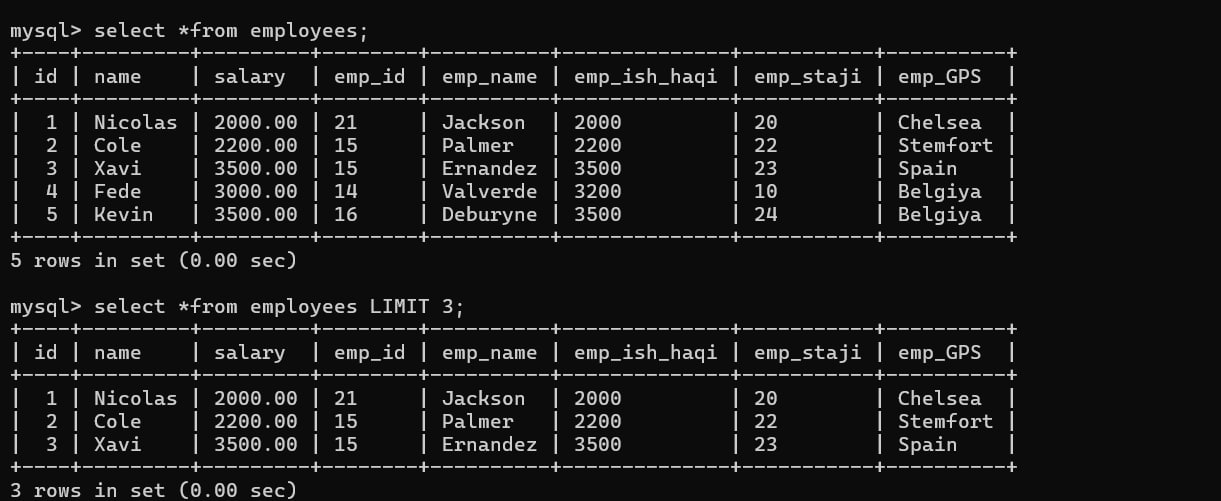 mysql> select *from employees;
+----+---------+---------+--------+----------+--------------+-----------+----------+
| id | name    | salary  | emp_id | emp_name | emp_ish_haqi | emp_staji | emp_GPS  |
+----+---------+---------+--------+----------+--------------+-----------+----------+
|  1 | Nicolas | 2000.00 | 21     | Jackson  | 2000         | 20        | Chelsea  |
|  2 | Cole    | 2200.00 | 15     | Palmer   | 2200         | 22        | Stemfort |
|  3 | Xavi    | 3500.00 | 15     | Ernandez | 3500         | 23        | Spain    |
|  4 | Fede    | 3000.00 | 14     | Valverde | 3200         | 10        | Belgiya  |
|  5 | Kevin   | 3500.00 | 16     | Deburyne | 3500         | 24        | Belgiya  |
+----+---------+---------+--------+----------+--------------+-----------+----------+
5 rows in set (0.00 sec)
mysql> select *from employees LIMIT 3;
+----+---------+---------+--------+----------+--------------+-----------+----------+
| id | name    | salary  | emp_id | emp_name | emp_ish_haqi | emp_staji | emp_GPS  |
+----+---------+---------+--------+----------+--------------+-----------+----------+
|  1 | Nicolas | 2000.00 | 21     | Jackson  | 2000         | 20        | Chelsea  |
|  2 | Cole    | 2200.00 | 15     | Palmer   | 2200         | 22        | Stemfort |
|  3 | Xavi    | 3500.00 | 15     | Ernandez | 3500         | 23        | Spain    |
+----+---------+---------+--------+----------+--------------+-----------+----------+
3 rows in set (0.00 sec)